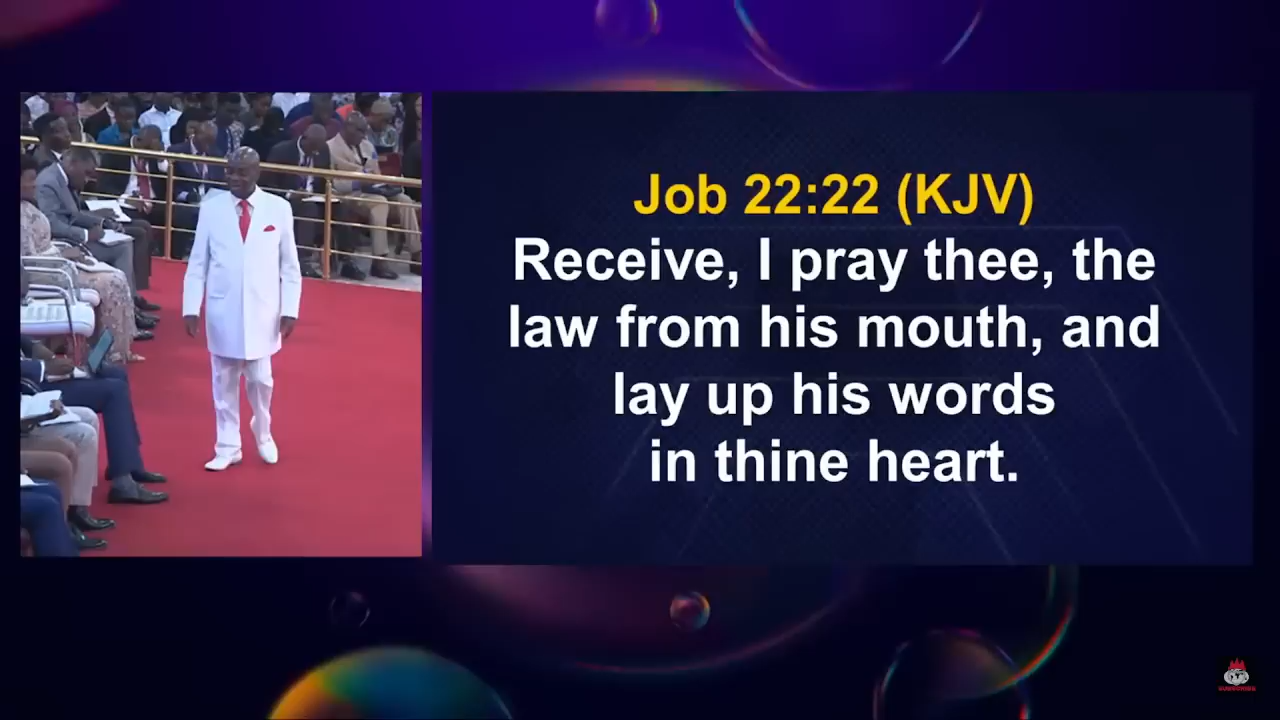 Job 22:22 (KJV)
Receive, I pray thee, the
law from his mouth, and
lay up his words
in thine heart.
SUBSCRIBE